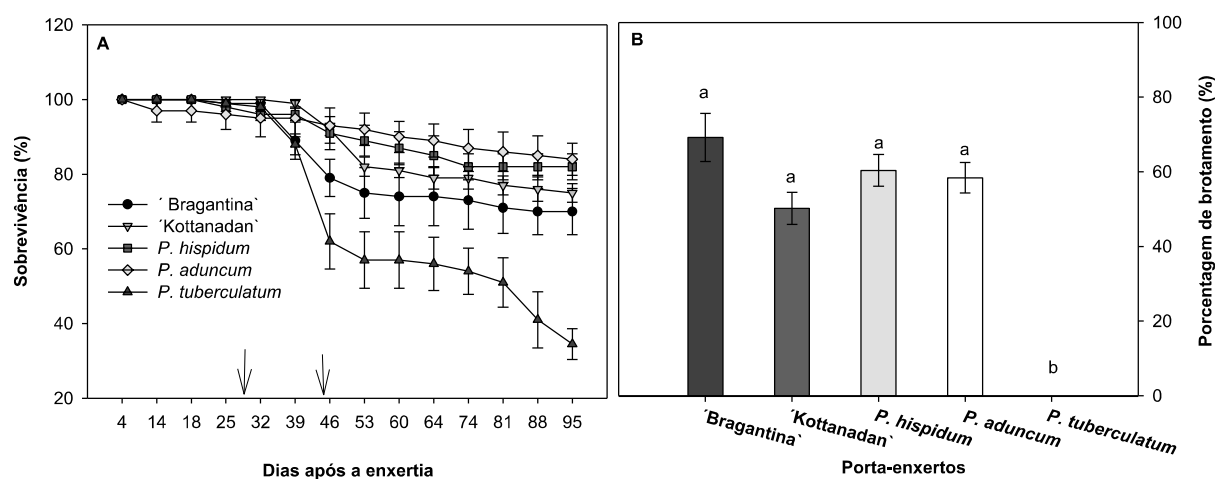 A
120
100
80
60
40
20
Sobrevivência (%)
´ Bragantina`
´Kottanadan`
P. hispidum
P. aduncum
P. tuberculatum
4 14 18 25 32 39 46 53 60 64 74 81 88 95
Dias após a enxertia
B
a
a
a
a
b
100
80
60
40
20
0
Porcentagem de brotamento (%)
´Bragantina`
´Kottanadan`
P. hispidum
P. aduncum
P. tuberculatum
Porta-enxertos